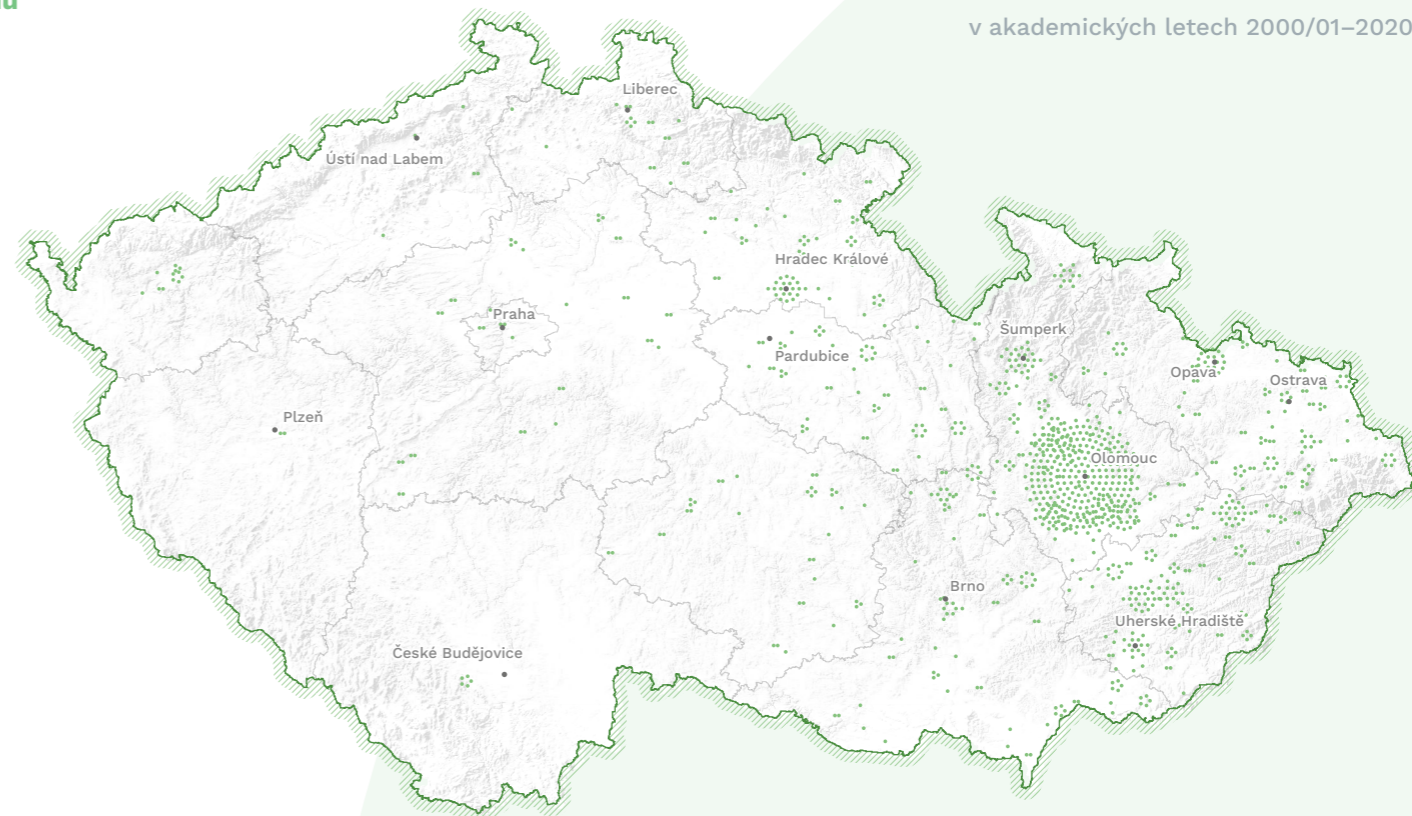 v akademických letech 2000/01–2020
Liberec
Ústí nad Labem
Hradec Králové
Praha
Šumperk
Pardubice
Opava
Ostrava
Plzeň
Olomouc
Brno
Uherské Hradiště
České Budějovice